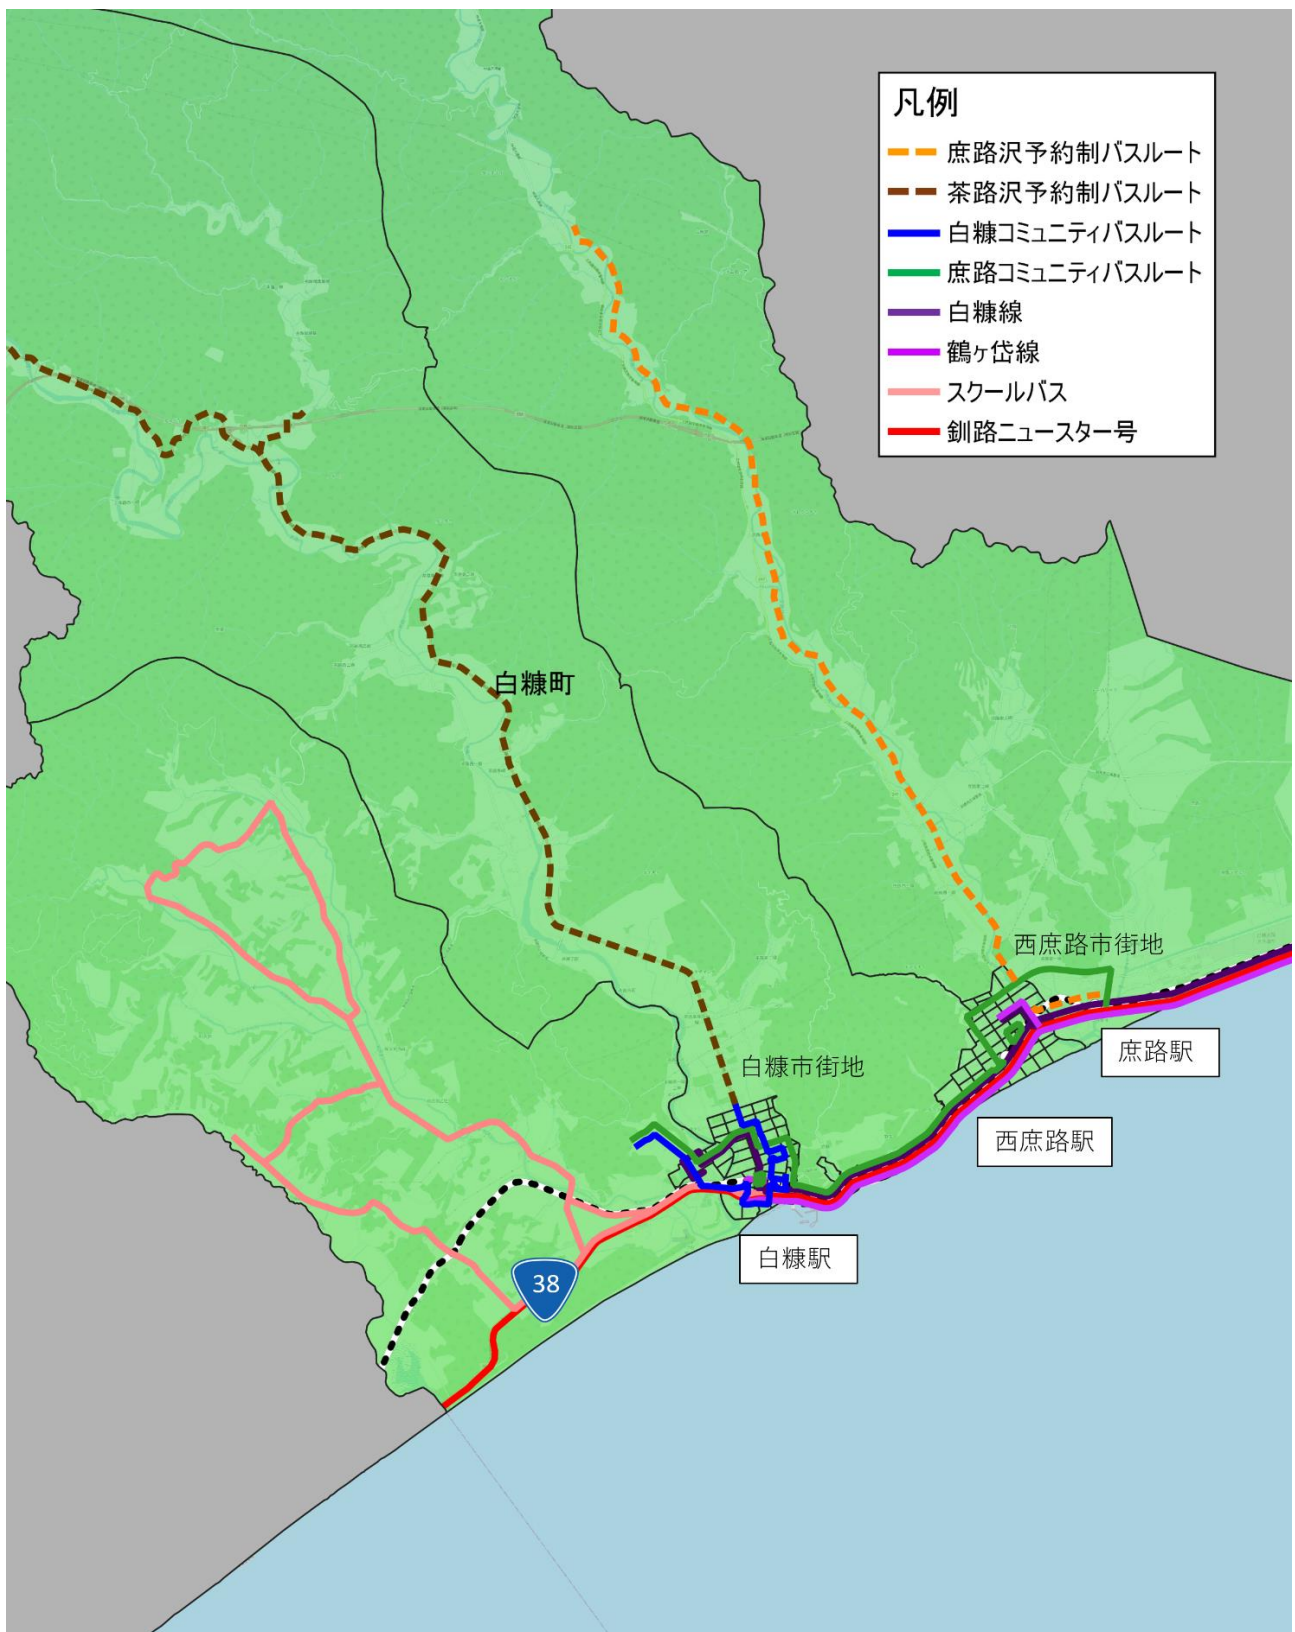 凡例
庶路沢予約制バスルート
茶路沢予約制バスルート
白糠コミュニティバスルート
庶路コミュニティバスルート
白糠線
鶴ヶ岱線
スクールバス
釧路ニュースター号
白糠町
西庶路市街地
庶路駅
白糠市街地
西庶路駅
白糠駅
38